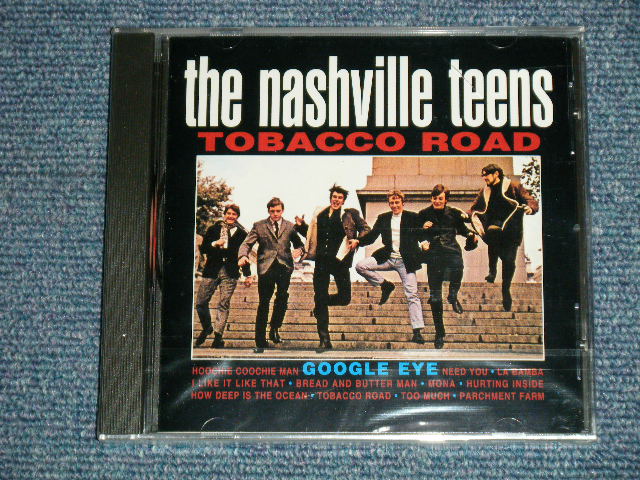 the nashville teens
TOBACCO ROAD
HOOCHIE COOCHIE MAN GOOGLE EYE NEED YOU • LA BAMBA
I LIKE IT LIKE THAT • BREAD AND BUTTER MAN • MONA • HURTING INSIDE
HOW DEEP IS THE OCEAN • TOBACCO ROAD • TOO MUCH • PARCHMENT FARM